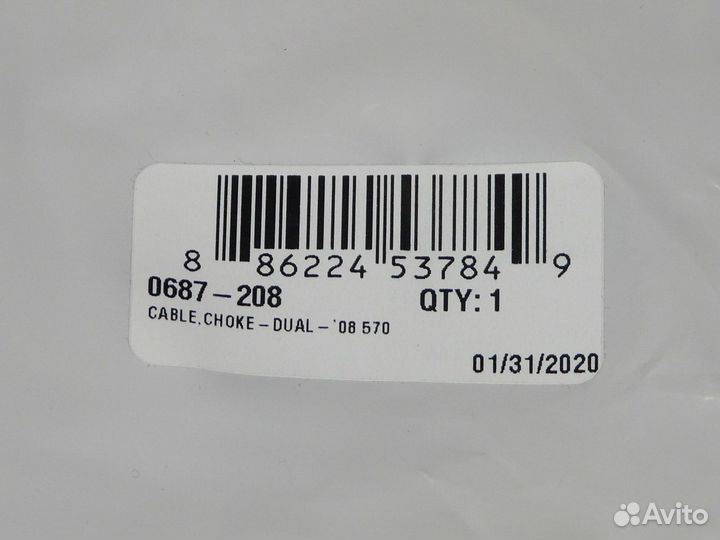 8 86224 53784 9
0687-208 QTY: 1
CABLE,CHOKE-DUAL-'08 570
01/31/2020
Avito